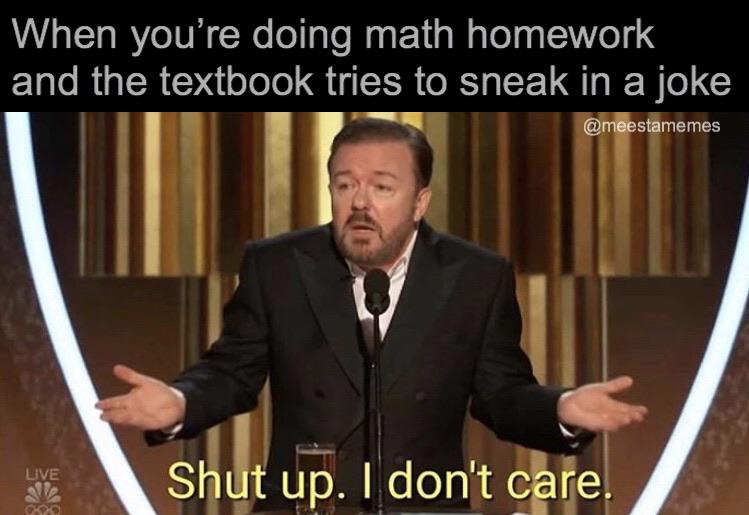 When you’re doing math homework
and the textbook tries to sneak in a joke
@meestamemes
LIVE
Shut up. I don't care.